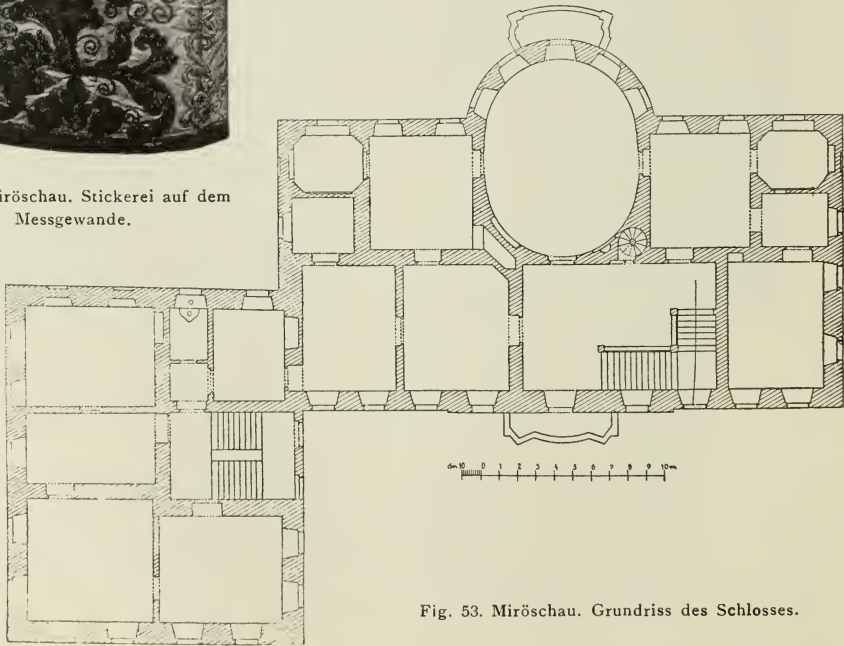 iröschau. Stickerei auf dem
Messgewande.
dm. 10 0 1 2 3 4 5 6 7 8 9 10 m
Fig. 53. Miröschau. Grundriss des Schlosses.